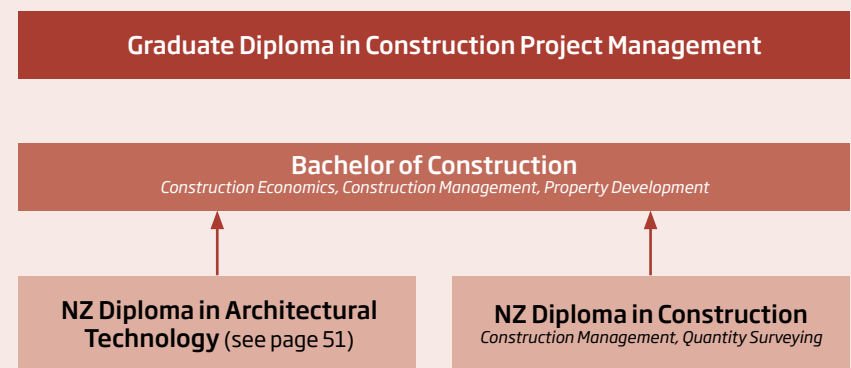 Graduate Diploma in Construction Project Management
Bachelor of Construction
Construction Economics, Construction Management, Property Development
NZ Diploma in Architectural
Technology (see page 51)
NZ Diploma in Construction
Construction Management, Quantity Surveying